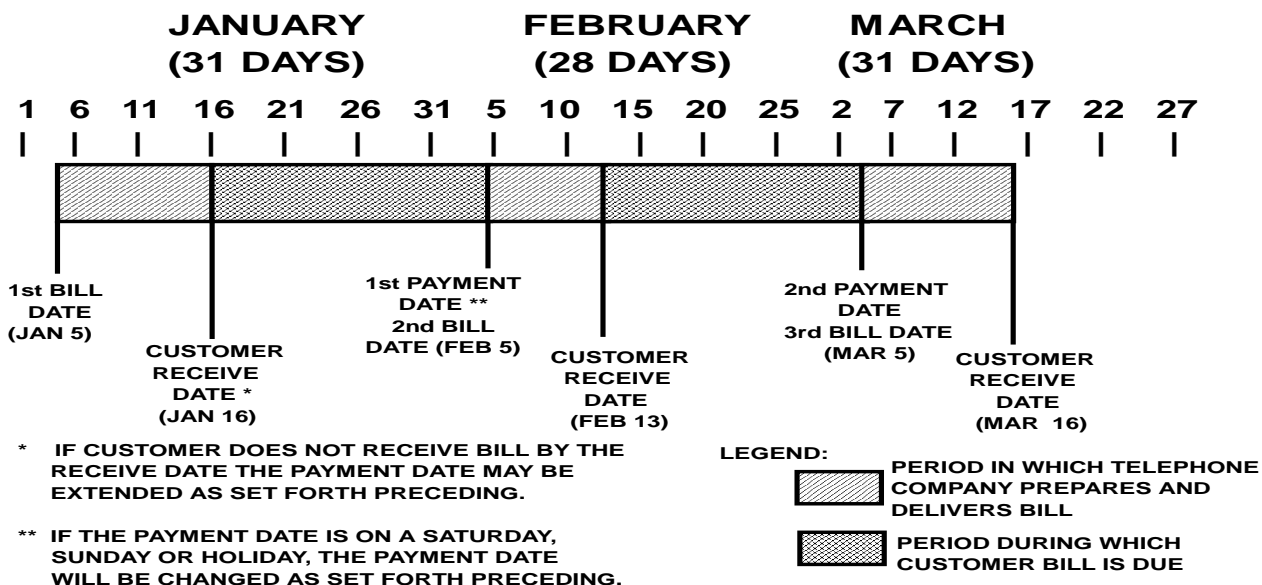 JANUARY FEBRUARY MARCH
(31 DAYS) (28 DAYS) (31 DAYS)
1 6 11 16 21 26 31 5 10 15 20 25 2 7 12 17 22 27
1st BILL
DATE
(JAN 5)
CUSTOMER
RECEIVE
DATE *
(JAN 16)
1st PAYMENT
DATE **
2nd BILL
DATE (FEB 5)
CUSTOMER
RECEIVE
DATE
(FEB 13)
2nd PAYMENT
DATE
3rd BILL DATE
(MAR 5)
CUSTOMER
RECEIVE
DATE
(MAR 16)
* IF CUSTOMER DOES NOT RECEIVE BILL BY THE
RECEIVE DATE THE PAYMENT DATE MAY BE
EXTENDED AS SET FORTH PRECEDING.
** IF THE PAYMENT DATE IS ON A SATURDAY,
SUNDAY OR HOLIDAY, THE PAYMENT DATE
WILL BE CHANGED AS SET FORTH PRECEDING.
LEGEND:
PERIOD IN WHICH TELEPHONE
COMPANY PREPARES AND
DELIVERS BILL
PERIOD DURING WHICH
CUSTOMER BILL IS DUE